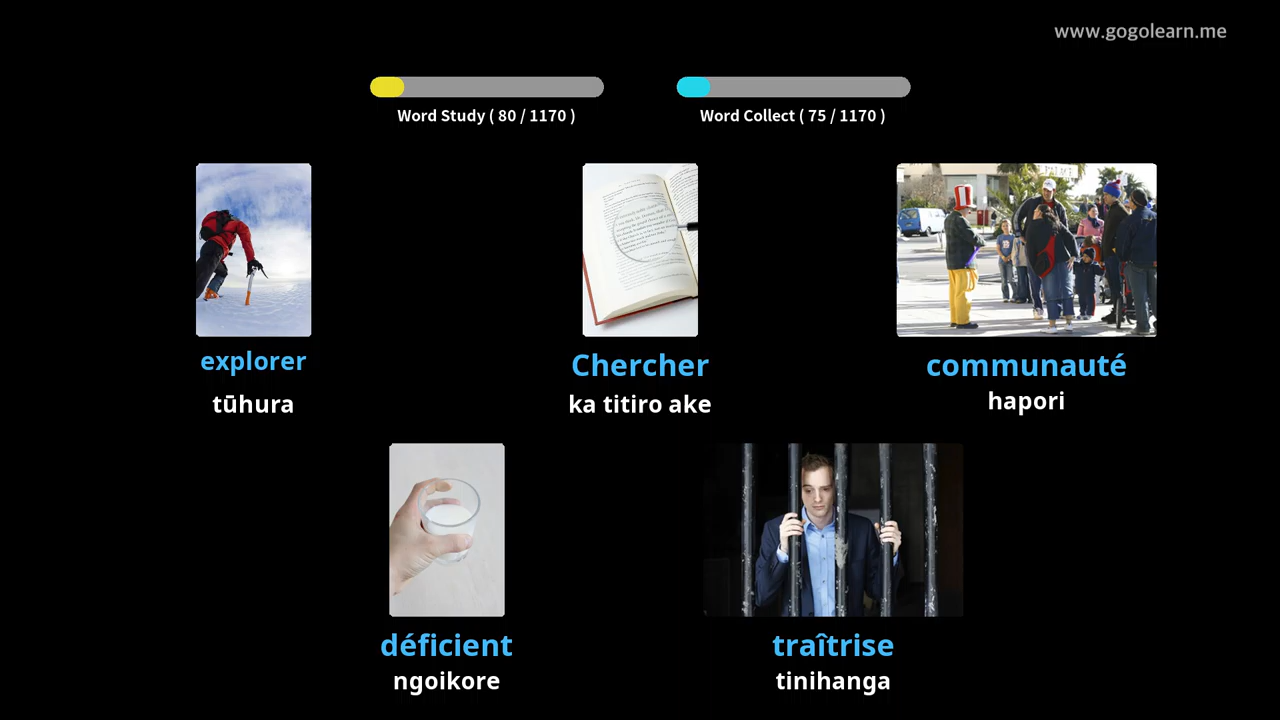 www.gogolearn.me
Word Study ( 80 / 1170 )
Word Collect ( 75 / 1170 )
explorer
tūhura
Chercher
ka titiro ake
communauté
hapori
déficient
ngoikore
traîtrise
tinihanga